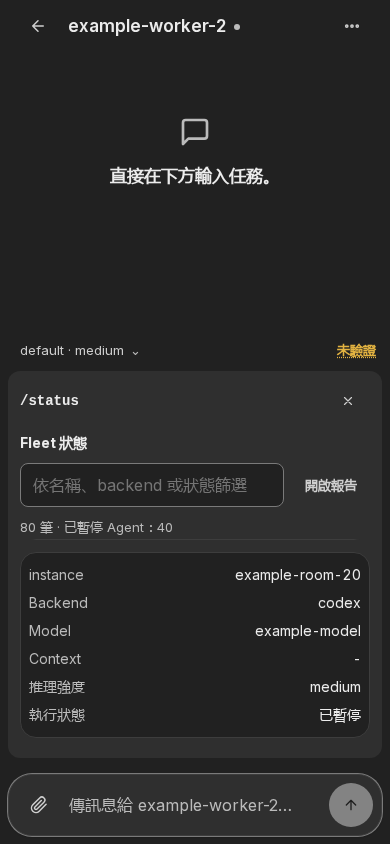 example-worker-2
直接在下方輸入任務。
default · medium
未驗證
/status
Fleet 狀態
依名稱、backend 或狀態篩選
開啟報告
80 筆 · 已暫停 Agent：40
instance example-room-20
Backend codex
Model example-model
Context -
推理強度 medium
執行狀態 已暫停
傳訊息給 example-worker-2…